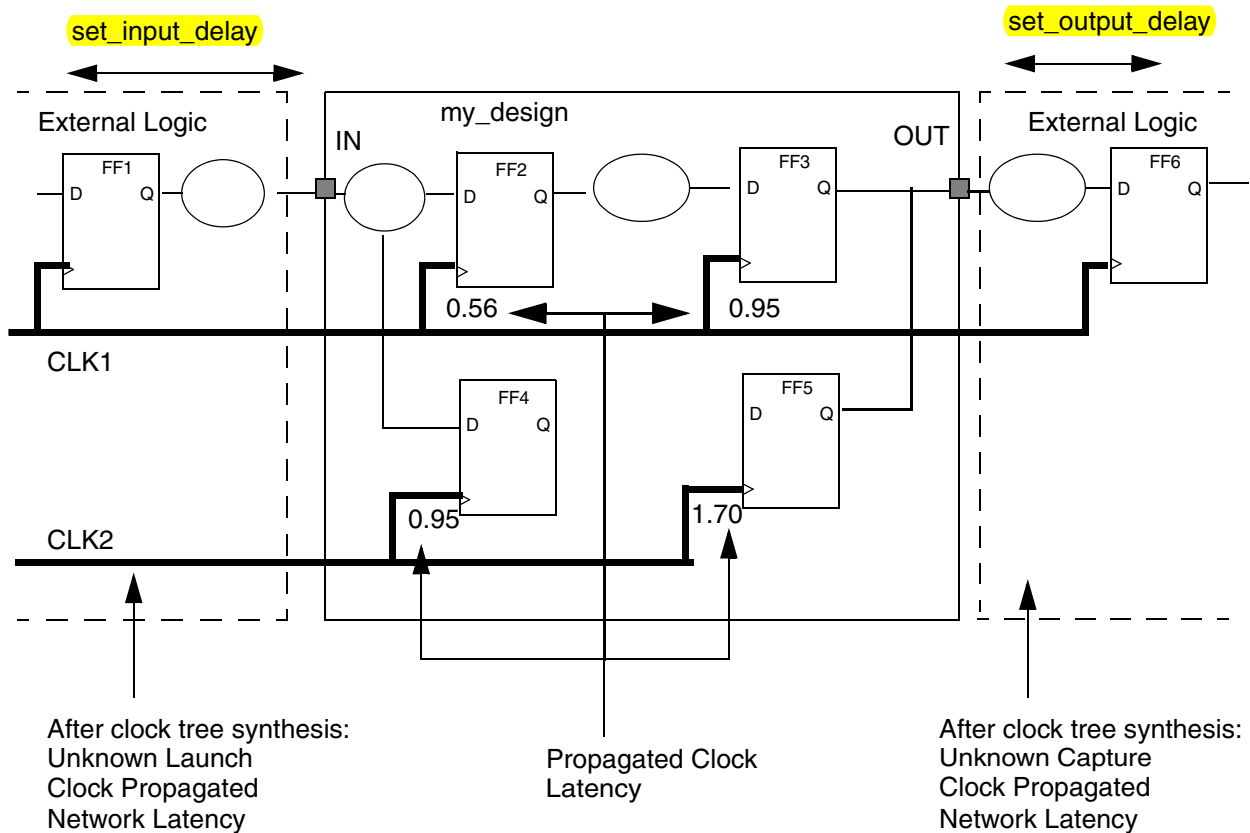 set_input_delay
set_output_delay
External Logic
my_design
IN
OUT
External Logic
FF1
D
Q
FF2
D
Q
FF3
D
Q
FF6
D
Q
0.56
0.95
CLK1
FF4
D
Q
FF5
D
Q
0.95
1.70
CLK2
After clock tree synthesis:
Unknown Launch
Clock Propagated
Network Latency
Propagated Clock
Latency
After clock tree synthesis:
Unknown Capture
Clock Propagated
Network Latency